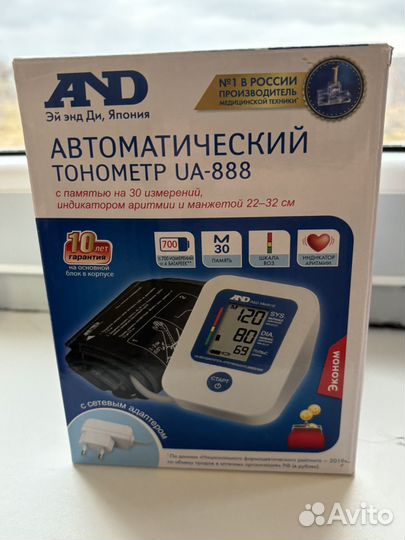 AND
Эй энд Ди, Япония
№1 В РОССИИ
ПРОИЗВОДИТЕЛЬ
МЕДИЦИНСКОЙ ТЕХНИКИ*
АВТОМАТИЧЕСКИЙ
ТОНОМЕТР UA-888
с памятью на 30 измерений,
индикатором аритмии и манжетой 22–32 см
10 лет
гарантия
на основной
блок в корпусе
700
M
30
ПАМЯТЬ
ШКАЛА
ВОЗ
ИНДИКАТОР
АРИТМИИ
AND
120
SYS
80
DIA
69
СТАРТ
Эконом
с сетевым адаптером
Avito